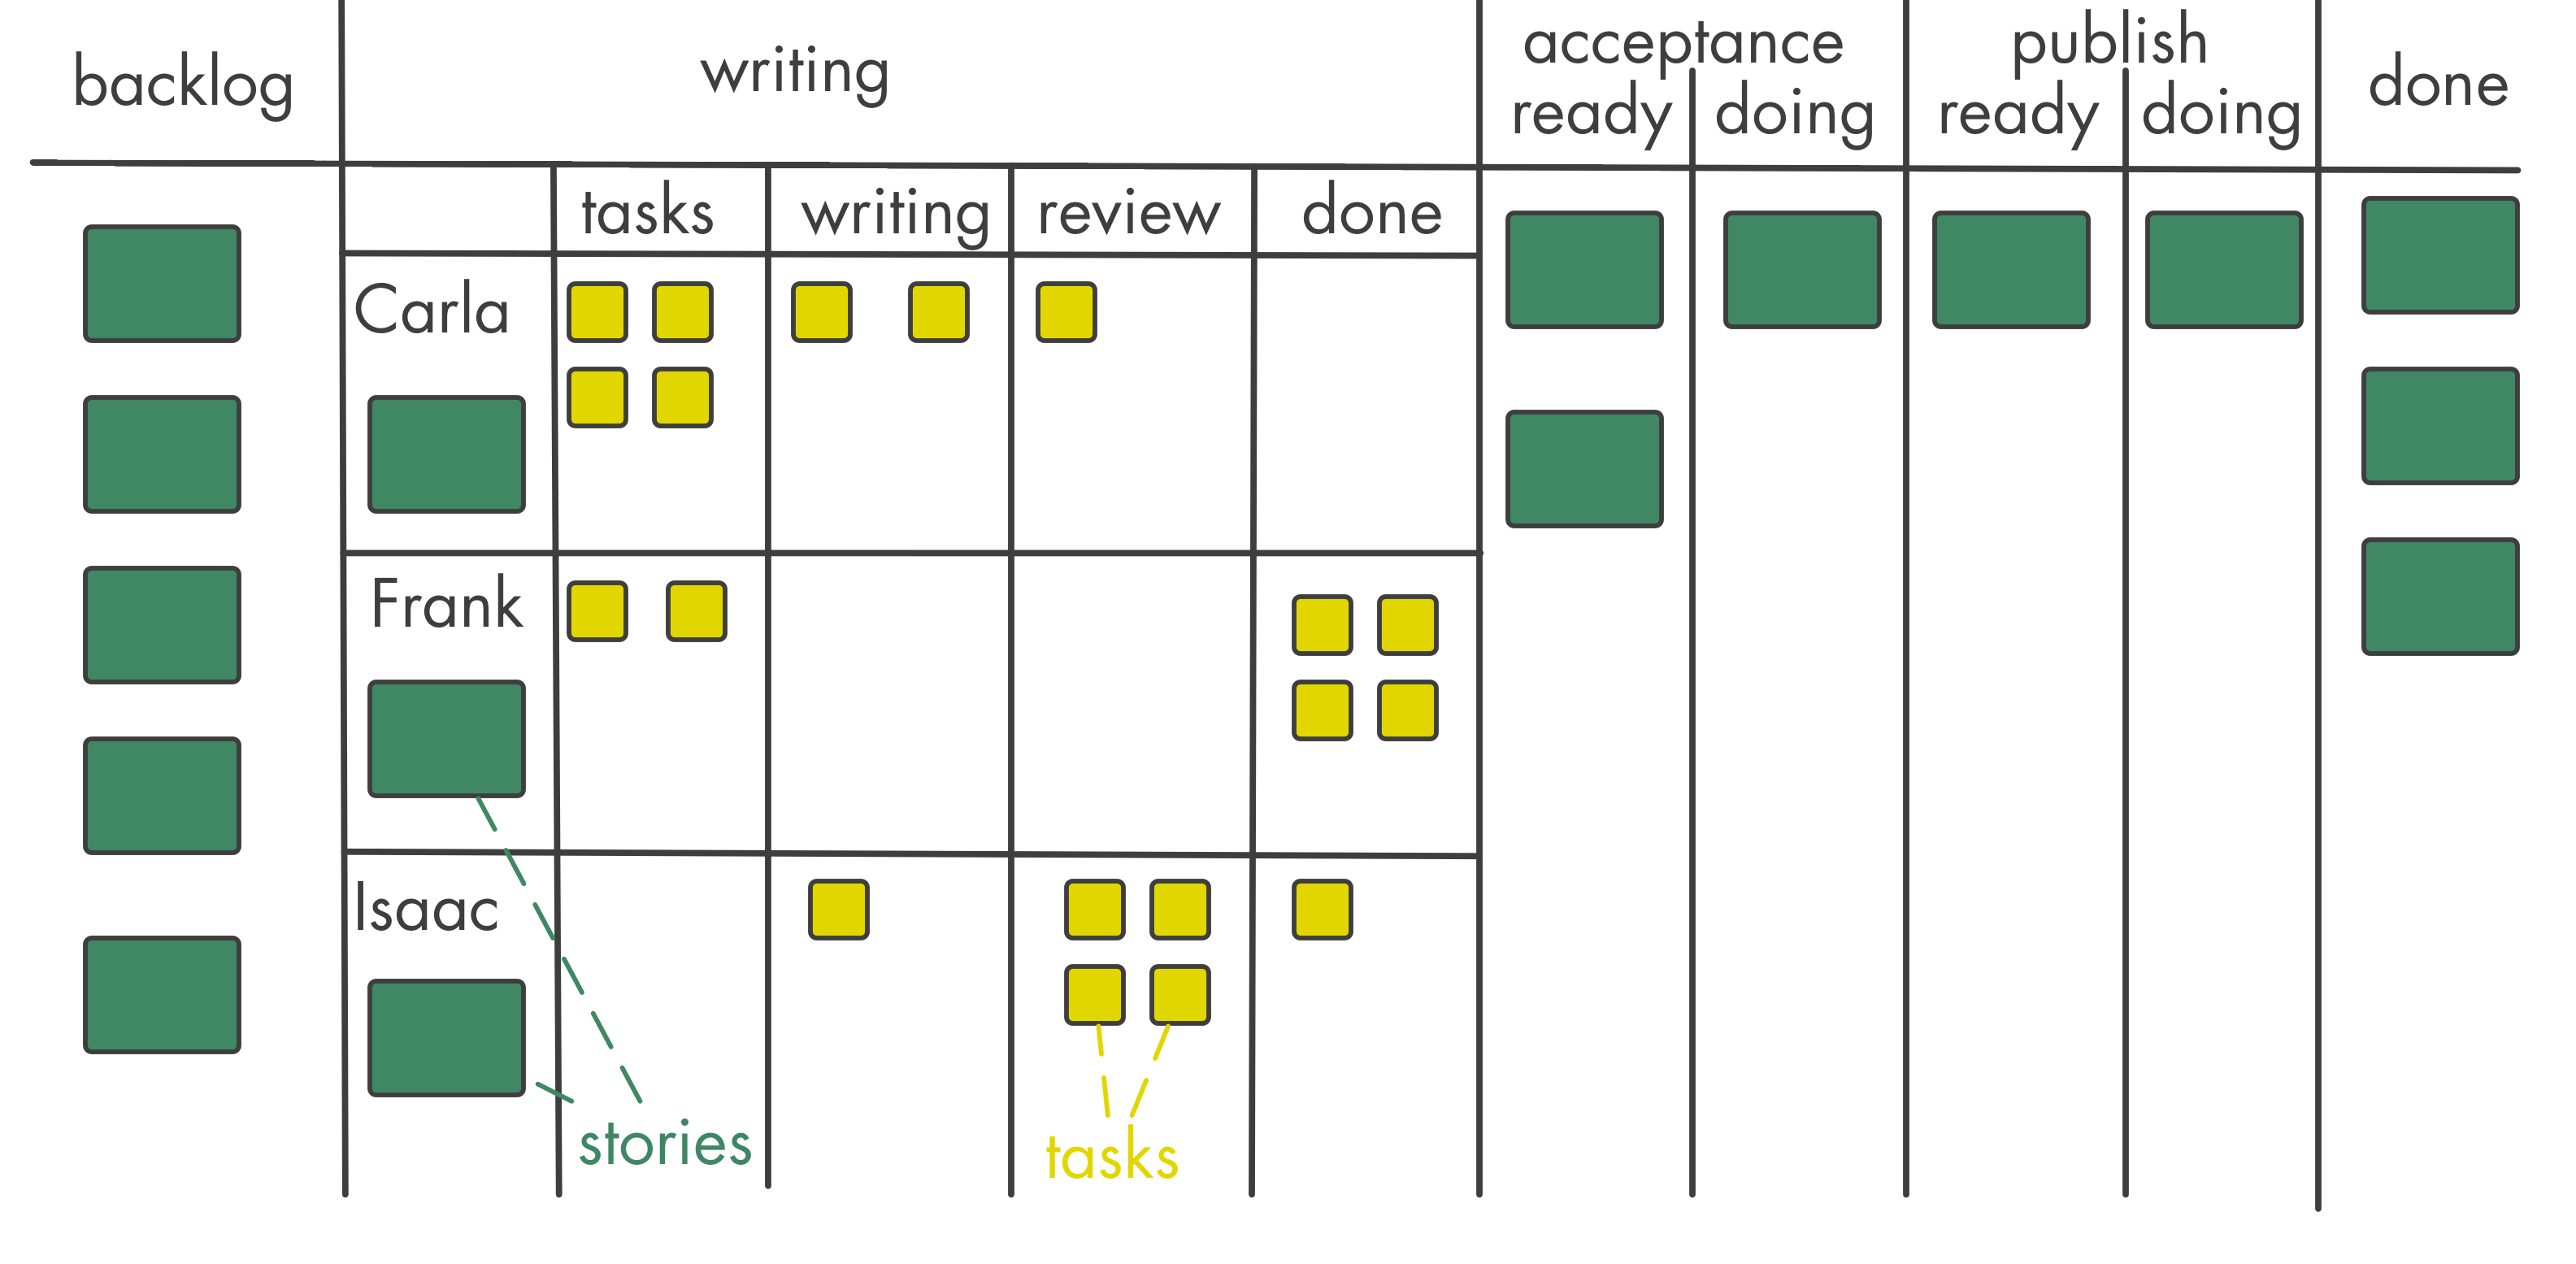 backlog
writing
acceptance
ready
doing
publish
ready
doing
done
tasks
writing
review
done
Carla
Frank
Isaac
stories
tasks